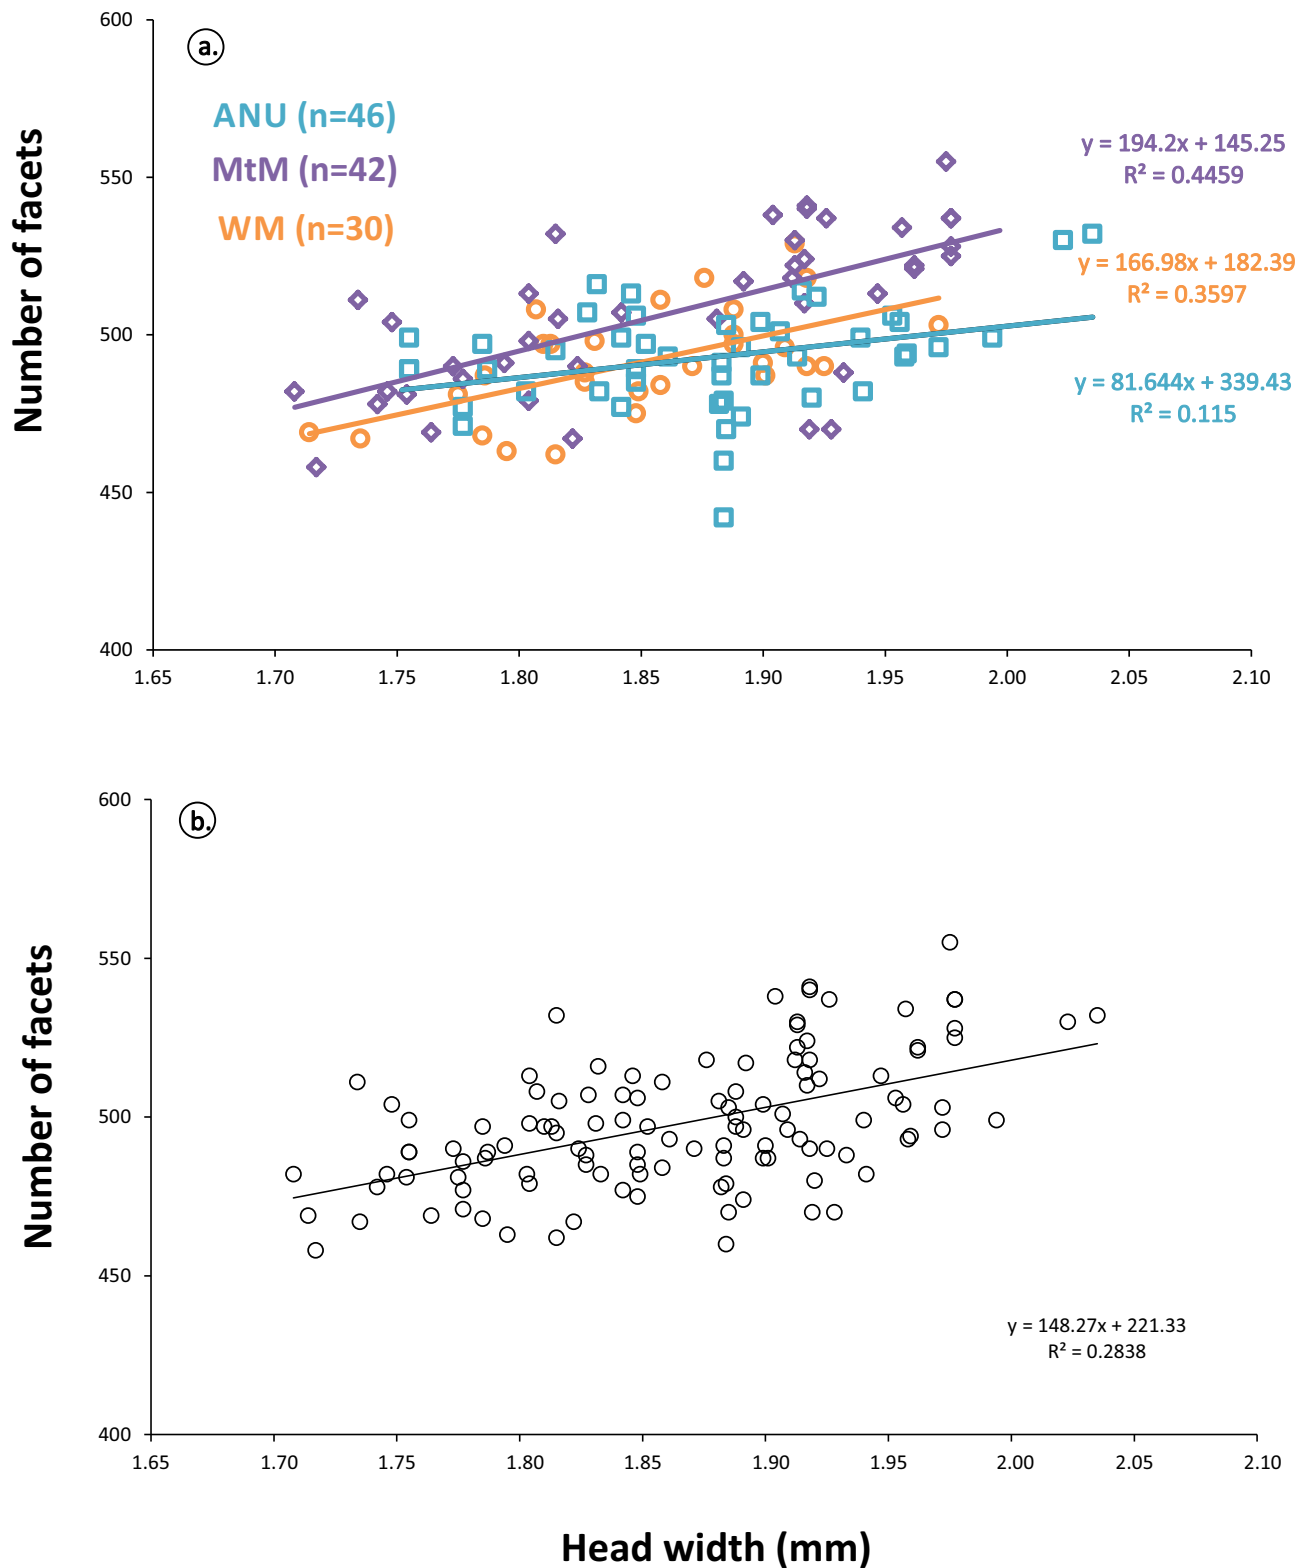 600
a.
ANU (n=46)
MtM (n=42)
WM (n=30)
y = 194.2x + 145.25
R² = 0.4459
y = 166.98x + 182.39
R² = 0.3597
y = 81.644x + 339.43
R² = 0.115
550
500
450
400
Number of facets
1.65 1.70 1.75 1.80 1.85 1.90 1.95 2.00 2.05 2.10
600
b.
550
500
450
400
Number of facets
y = 148.27x + 221.33
R² = 0.2838
1.65 1.70 1.75 1.80 1.85 1.90 1.95 2.00 2.05 2.10
Head width (mm)